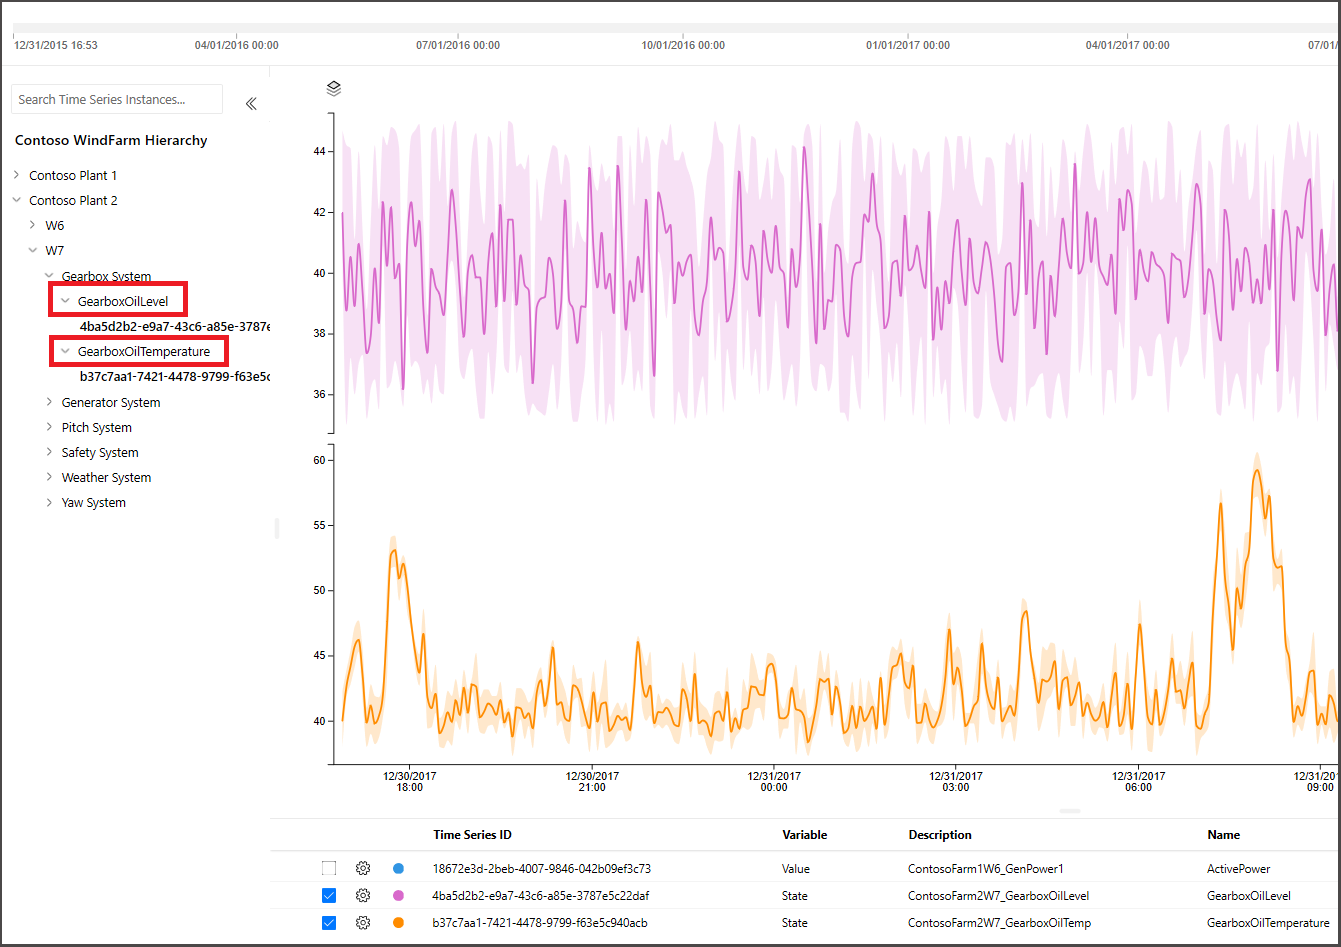 12/31/2015 16:53 04/01/2016 00:00 07/01/2016 00:00 10/01/2016 00:00 01/01/2017 00:00 04/01/2017 00:00 07/01/
Search Time Series Instances...
Contoso WindFarm Hierarchy
Contoso Plant 1
Contoso Plant 2
W6
W7
Gearbox System
GearboxOilLevel
4ba5d2b2-e9a7-43c6-a85e-3787e
GearboxOilTemperature
b37c7aa1-7421-4478-9799-f63e5c
Generator System
Pitch System
Safety System
Weather System
Yaw System
44
42
40
38
36
60
55
50
45
40
12/30/2017 12/30/2017 12/31/2017 12/31/2017 12/31/2017 12/31/201
18:00 21:00 00:00 03:00 06:00 09:00
Time Series ID Variable Description Name
18672e3d-2beb-4007-9846-042b09ef3c73 Value ContosoFarm1W6_GenPower1 ActivePower
4ba5d2b2-e9a7-43c6-a85e-3787e5c22daf State ContosoFarm2W7_GearboxOilLevel GearboxOilLevel
b37c7aa1-7421-4478-9799-f63e5c940acb State ContosoFarm2W7_GearboxOilTemp GearboxOilTemperature